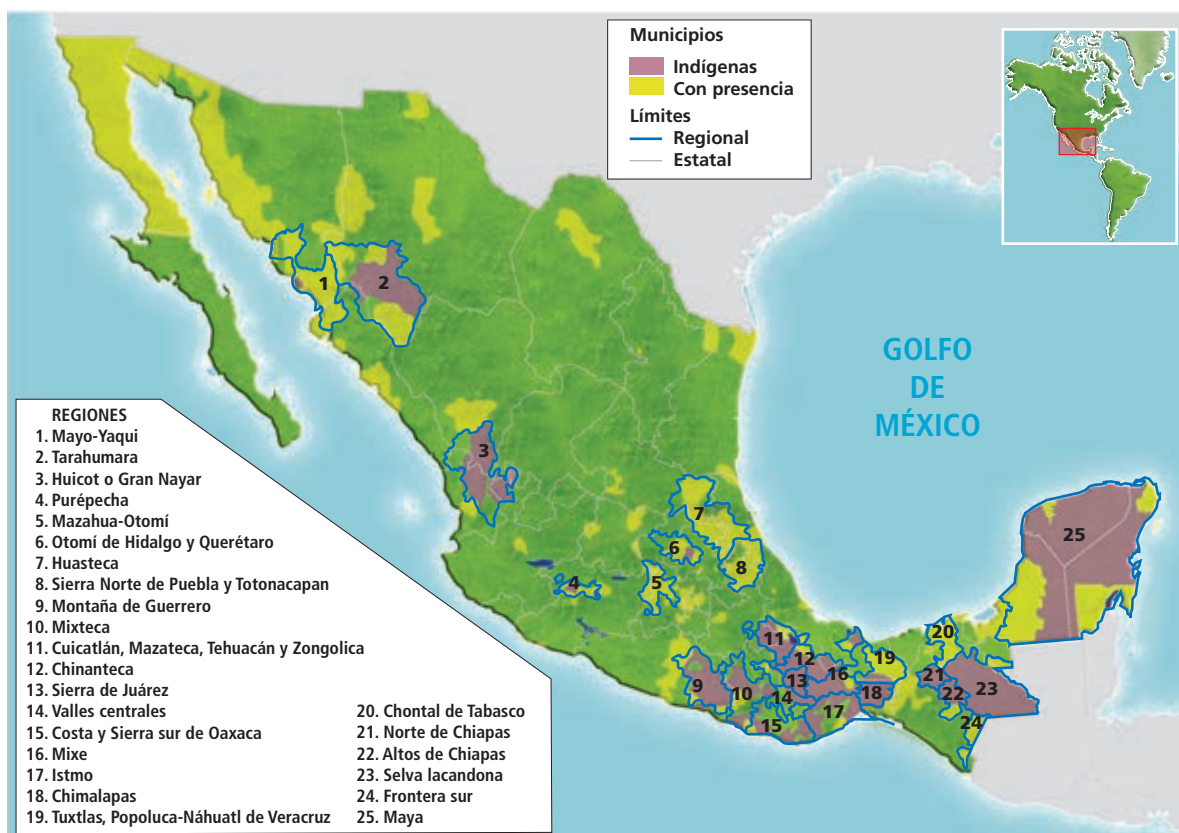 Municipios
Indígenas
Con presencia
Límites
Regional
Estatal
GOLFO
DE
MÉXICO
REGIONES
1. Mayo-Yaqui
2. Tarahumara
3. Huicot o Gran Nayar
4. Purépecha
5. Mazahua-Otomí
6. Otomí de Hidalgo y Querétaro
7. Huasteca
8. Sierra Norte de Puebla y Totonacapan
9. Montaña de Guerrero
10. Mixteca
11. Cuicatlán, Mazateca, Tehuacán y Zongolica
12. Chinanteca
13. Sierra de Juárez
14. Valles centrales
15. Costa y Sierra sur de Oaxaca
16. Mixe
17. Istmo
18. Chimalapas
19. Tuxtlas, Popoluca-Náhuatl de Veracruz
20. Chontal de Tabasco
21. Norte de Chiapas
22. Altos de Chiapas
23. Selva lacandona
24. Frontera sur
25. Maya
1
2
3
4
5
6
7
8
9
10
11
12
13
14
15
16
17
18
19
20
21
22
23
24
25